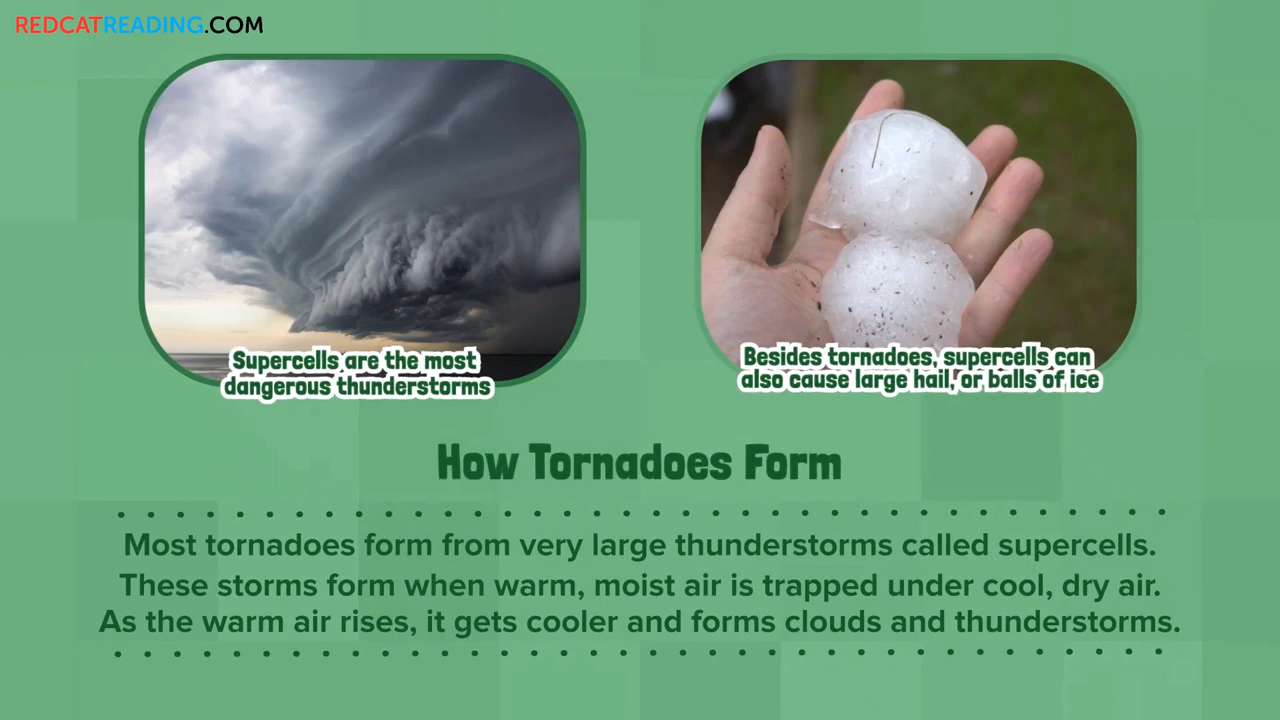 REDCATREADING.COM
Supercells are the most
dangerous thunderstorms
Besides tornadoes, supercells can
also cause large hail, or balls of ice
How Tornadoes Form
Most tornadoes form from very large thunderstorms called supercells.
These storms form when warm, moist air is trapped under cool, dry air.
As the warm air rises, it gets cooler and forms clouds and thunderstorms.